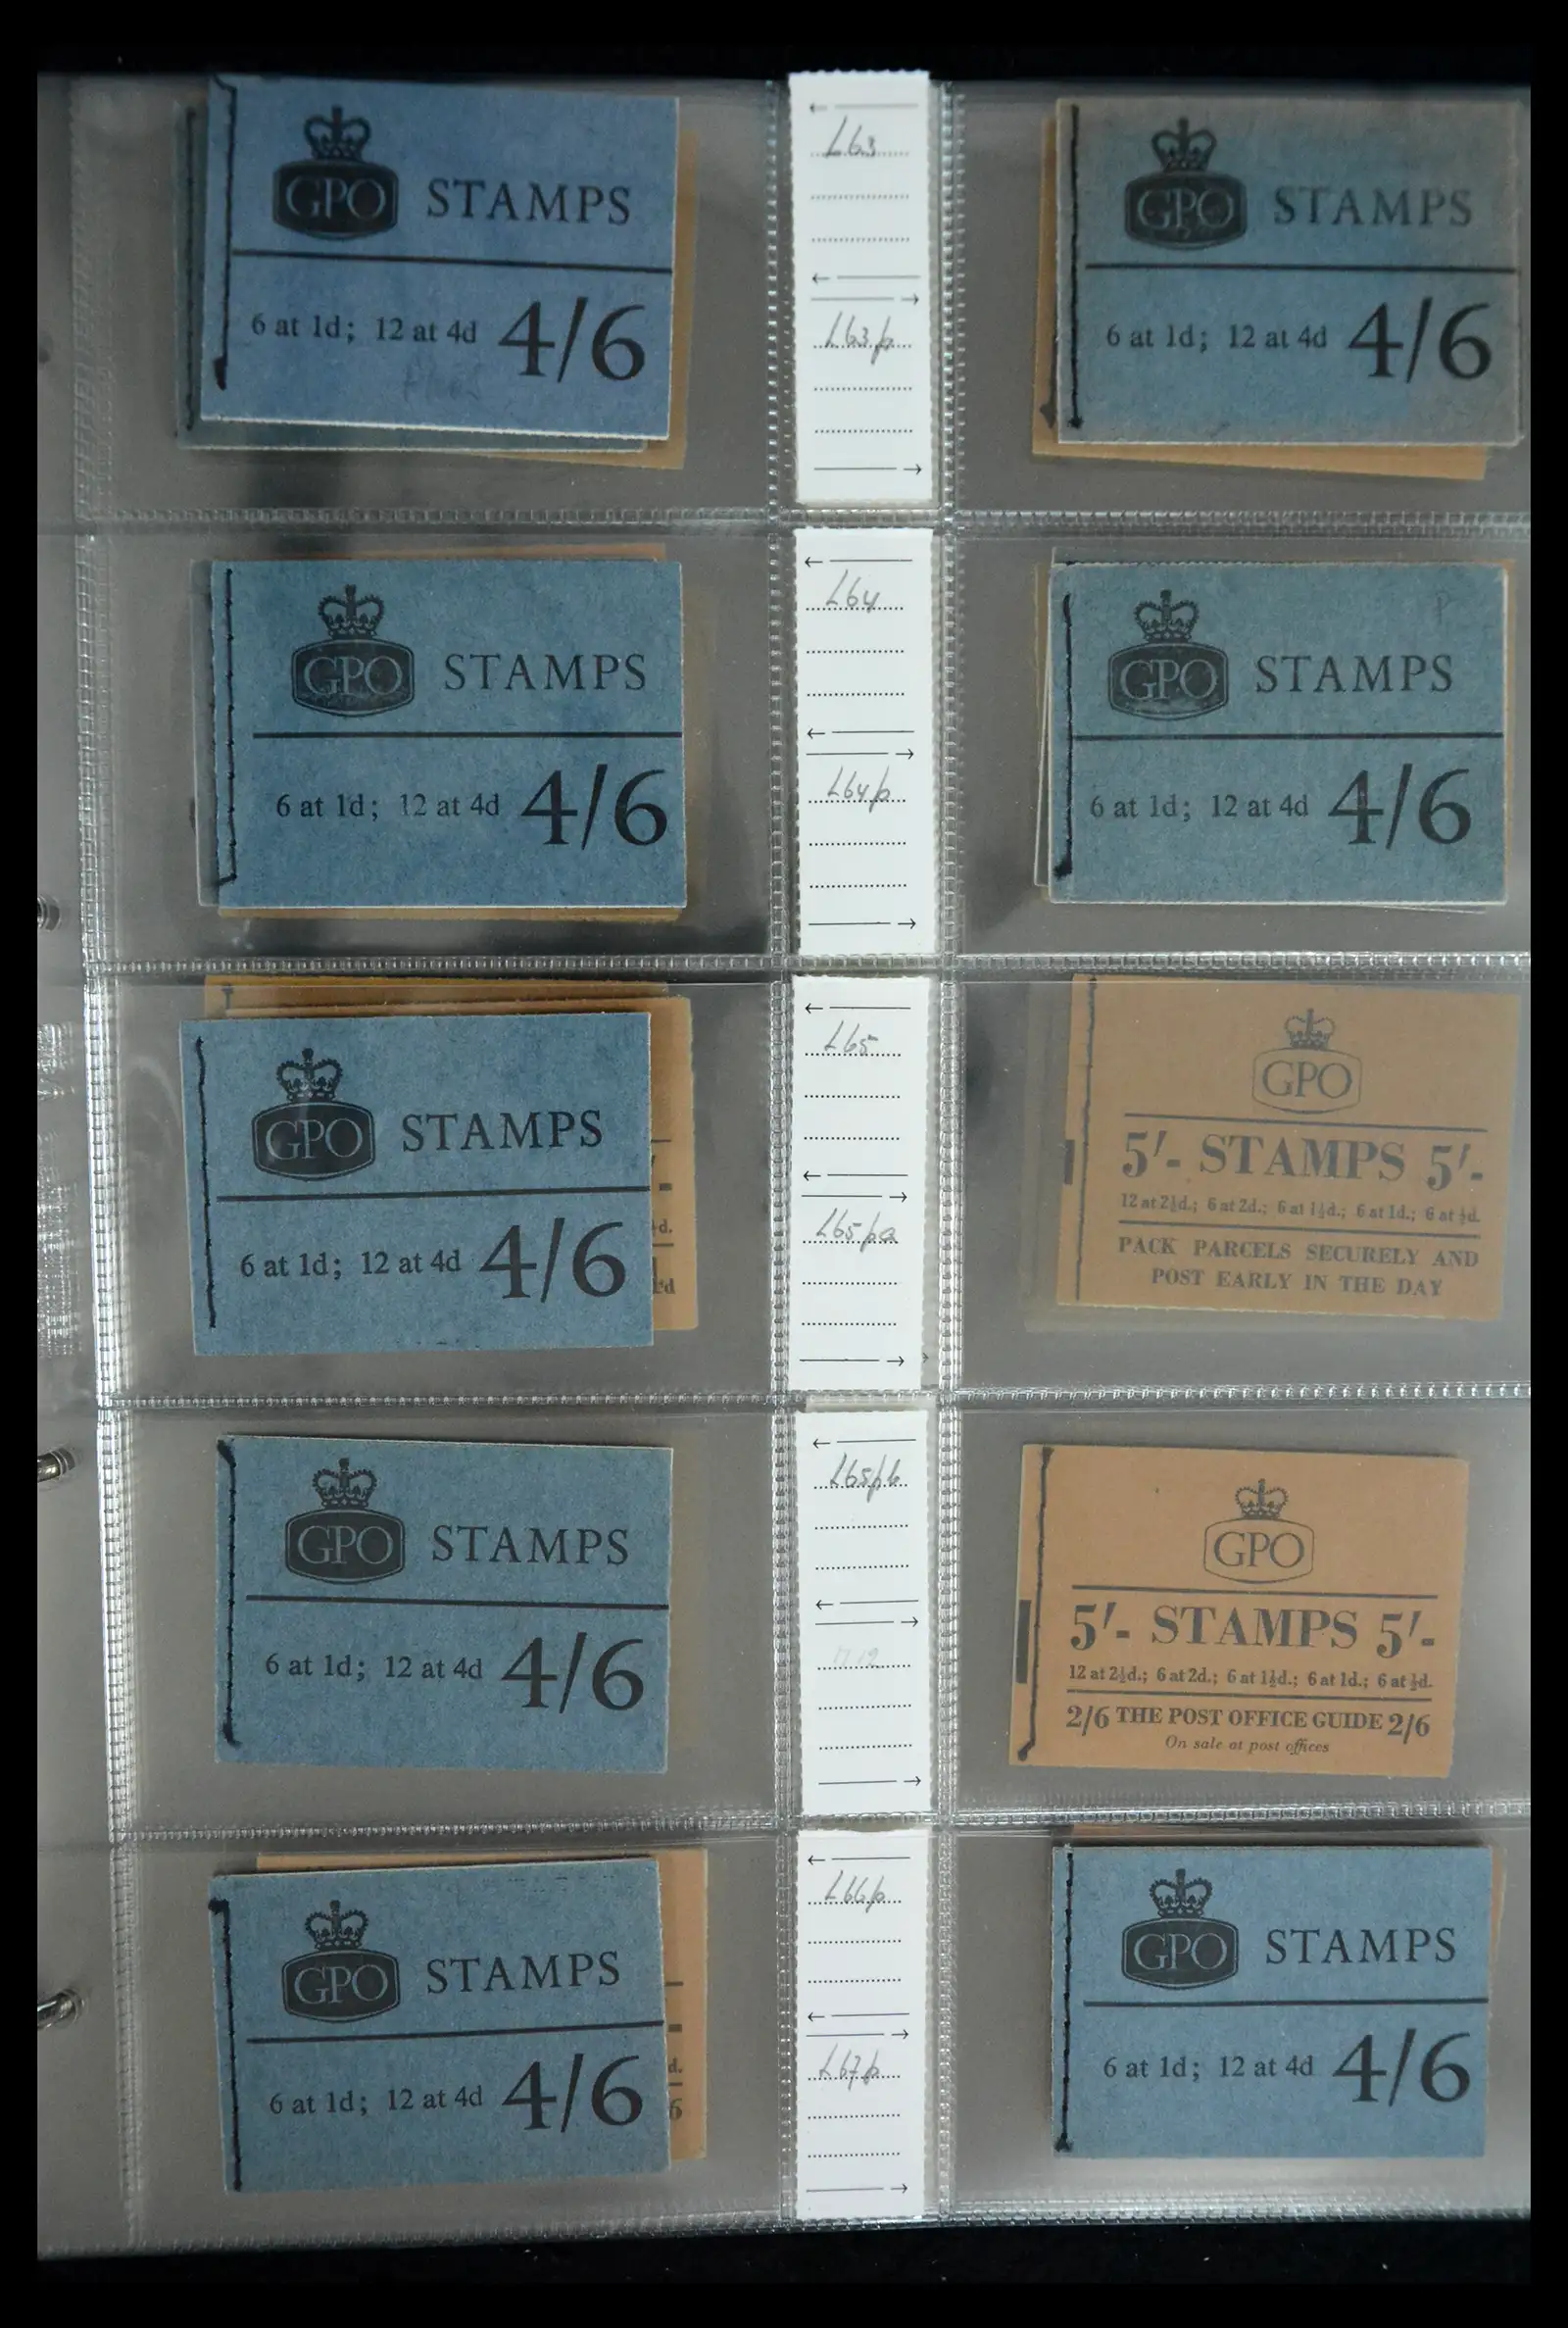 GPO STAMPS
6 at 1d; 12 at 4d 4/6
L63
L63p
GPO STAMPS
6 at 1d; 12 at 4d 4/6
GPO STAMPS
6 at 1d; 12 at 4d 4/6
L64
L64p
GPO STAMPS
6 at 1d; 12 at 4d 4/6
GPO STAMPS
6 at 1d; 12 at 4d 4/6
d.
L65
L65pa
GPO
5'- STAMPS 5'-
12 at 2½d.; 6 at 2d.; 6 at 1½d.; 6 at 1d.; 6 at ½d.
PACK PARCELS SECURELY AND
POST EARLY IN THE DAY
GPO STAMPS
6 at 1d; 12 at 4d 4/6
L65pb
GPO
5'- STAMPS 5'-
12 at 2½d.; 6 at 2d.; 6 at 1½d.; 6 at 1d.; 6 at ½d.
2/6 THE POST OFFICE GUIDE 2/6
On sale at post offices
GPO STAMPS
6 at 1d; 12 at 4d 4/6
d.
6
L66p
L67p
GPO STAMPS
6 at 1d; 12 at 4d 4/6